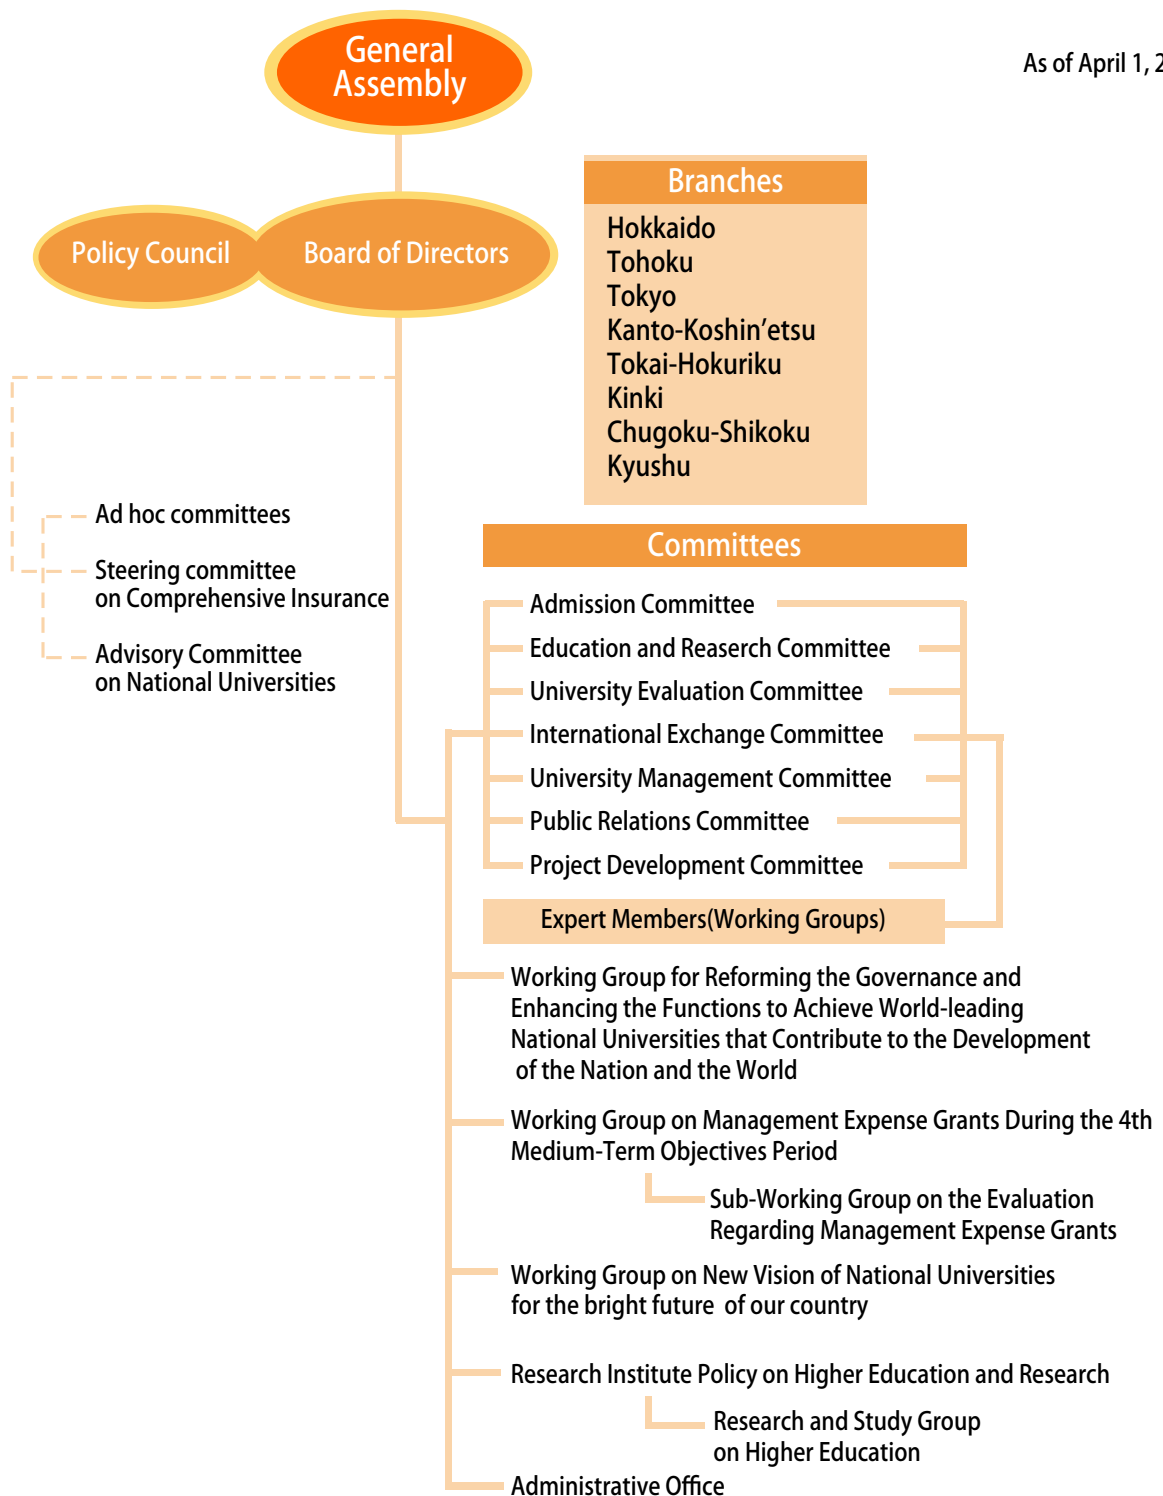 General
Assembly
As of April 1, 2
Policy Council
Board of Directors
Branches
Hokkaido
Tohoku
Tokyo
Kanto-Koshin’etsu
Tokai-Hokuriku
Kinki
Chugoku-Shikoku
Kyushu
Ad hoc committees
Steering committee
on Comprehensive Insurance
Advisory Committee
on National Universities
Committees
Admission Committee
Education and Reaserch Committee
University Evaluation Committee
International Exchange Committee
University Management Committee
Public Relations Committee
Project Development Committee
Expert Members(Working Groups)
Working Group for Reforming the Governance and
Enhancing the Functions to Achieve World-leading
National Universities that Contribute to the Development
of the Nation and the World
Working Group on Management Expense Grants During the 4th
Medium-Term Objectives Period
Sub-Working Group on the Evaluation
Regarding Management Expense Grants
Working Group on New Vision of National Universities
for the bright future of our country
Research Institute Policy on Higher Education and Research
Research and Study Group
on Higher Education
Administrative Office